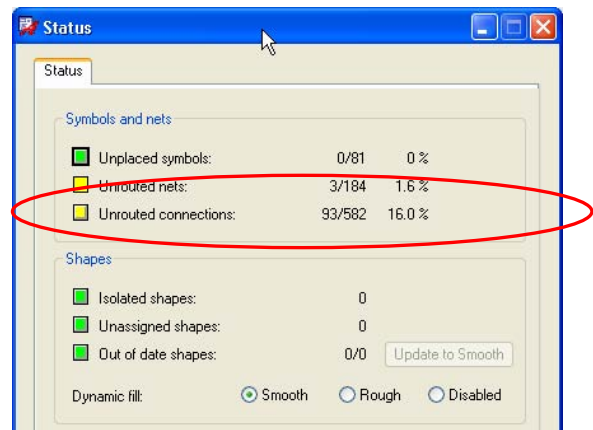 Status
Status
Symbols and nets
Unplaced symbols: 0/81 0 %
Unrouted nets: 3/184 1.6 %
Unrouted connections: 93/582 16.0 %
Shapes
Isolated shapes: 0
Unassigned shapes: 0
Out of date shapes: 0/0 Update to Smooth
Dynamic fill: Smooth Rough Disabled